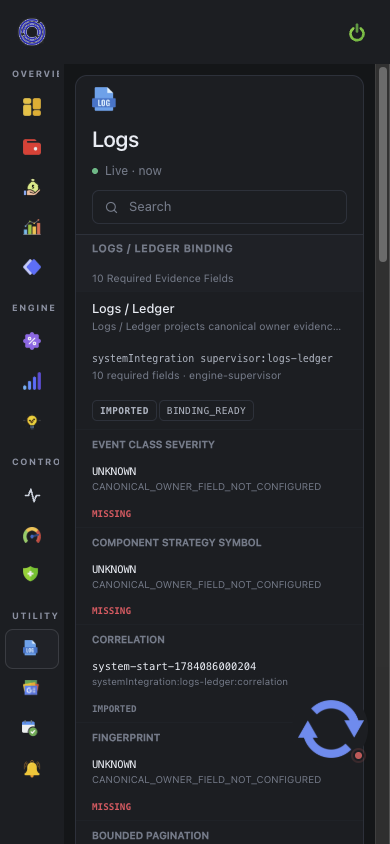 OVERVIE
ENGINE
CONTRO
UTILITY
LOG
LOG
Logs
Live · now
Search
LOGS / LEDGER BINDING
10 Required Evidence Fields
Logs / Ledger
Logs / Ledger projects canonical owner evidenc...
systemIntegration supervisor:logs-ledger
10 required fields · engine-supervisor
IMPORTED
BINDING_READY
EVENT CLASS SEVERITY
UNKNOWN
CANONICAL_OWNER_FIELD_NOT_CONFIGURED
MISSING
COMPONENT STRATEGY SYMBOL
UNKNOWN
CANONICAL_OWNER_FIELD_NOT_CONFIGURED
MISSING
CORRELATION
system-start-1784086000204
systemIntegration:logs-ledger:correlation
IMPORTED
FINGERPRINT
UNKNOWN
CANONICAL_OWNER_FIELD_NOT_CONFIGURED
MISSING
BOUNDED PAGINATION